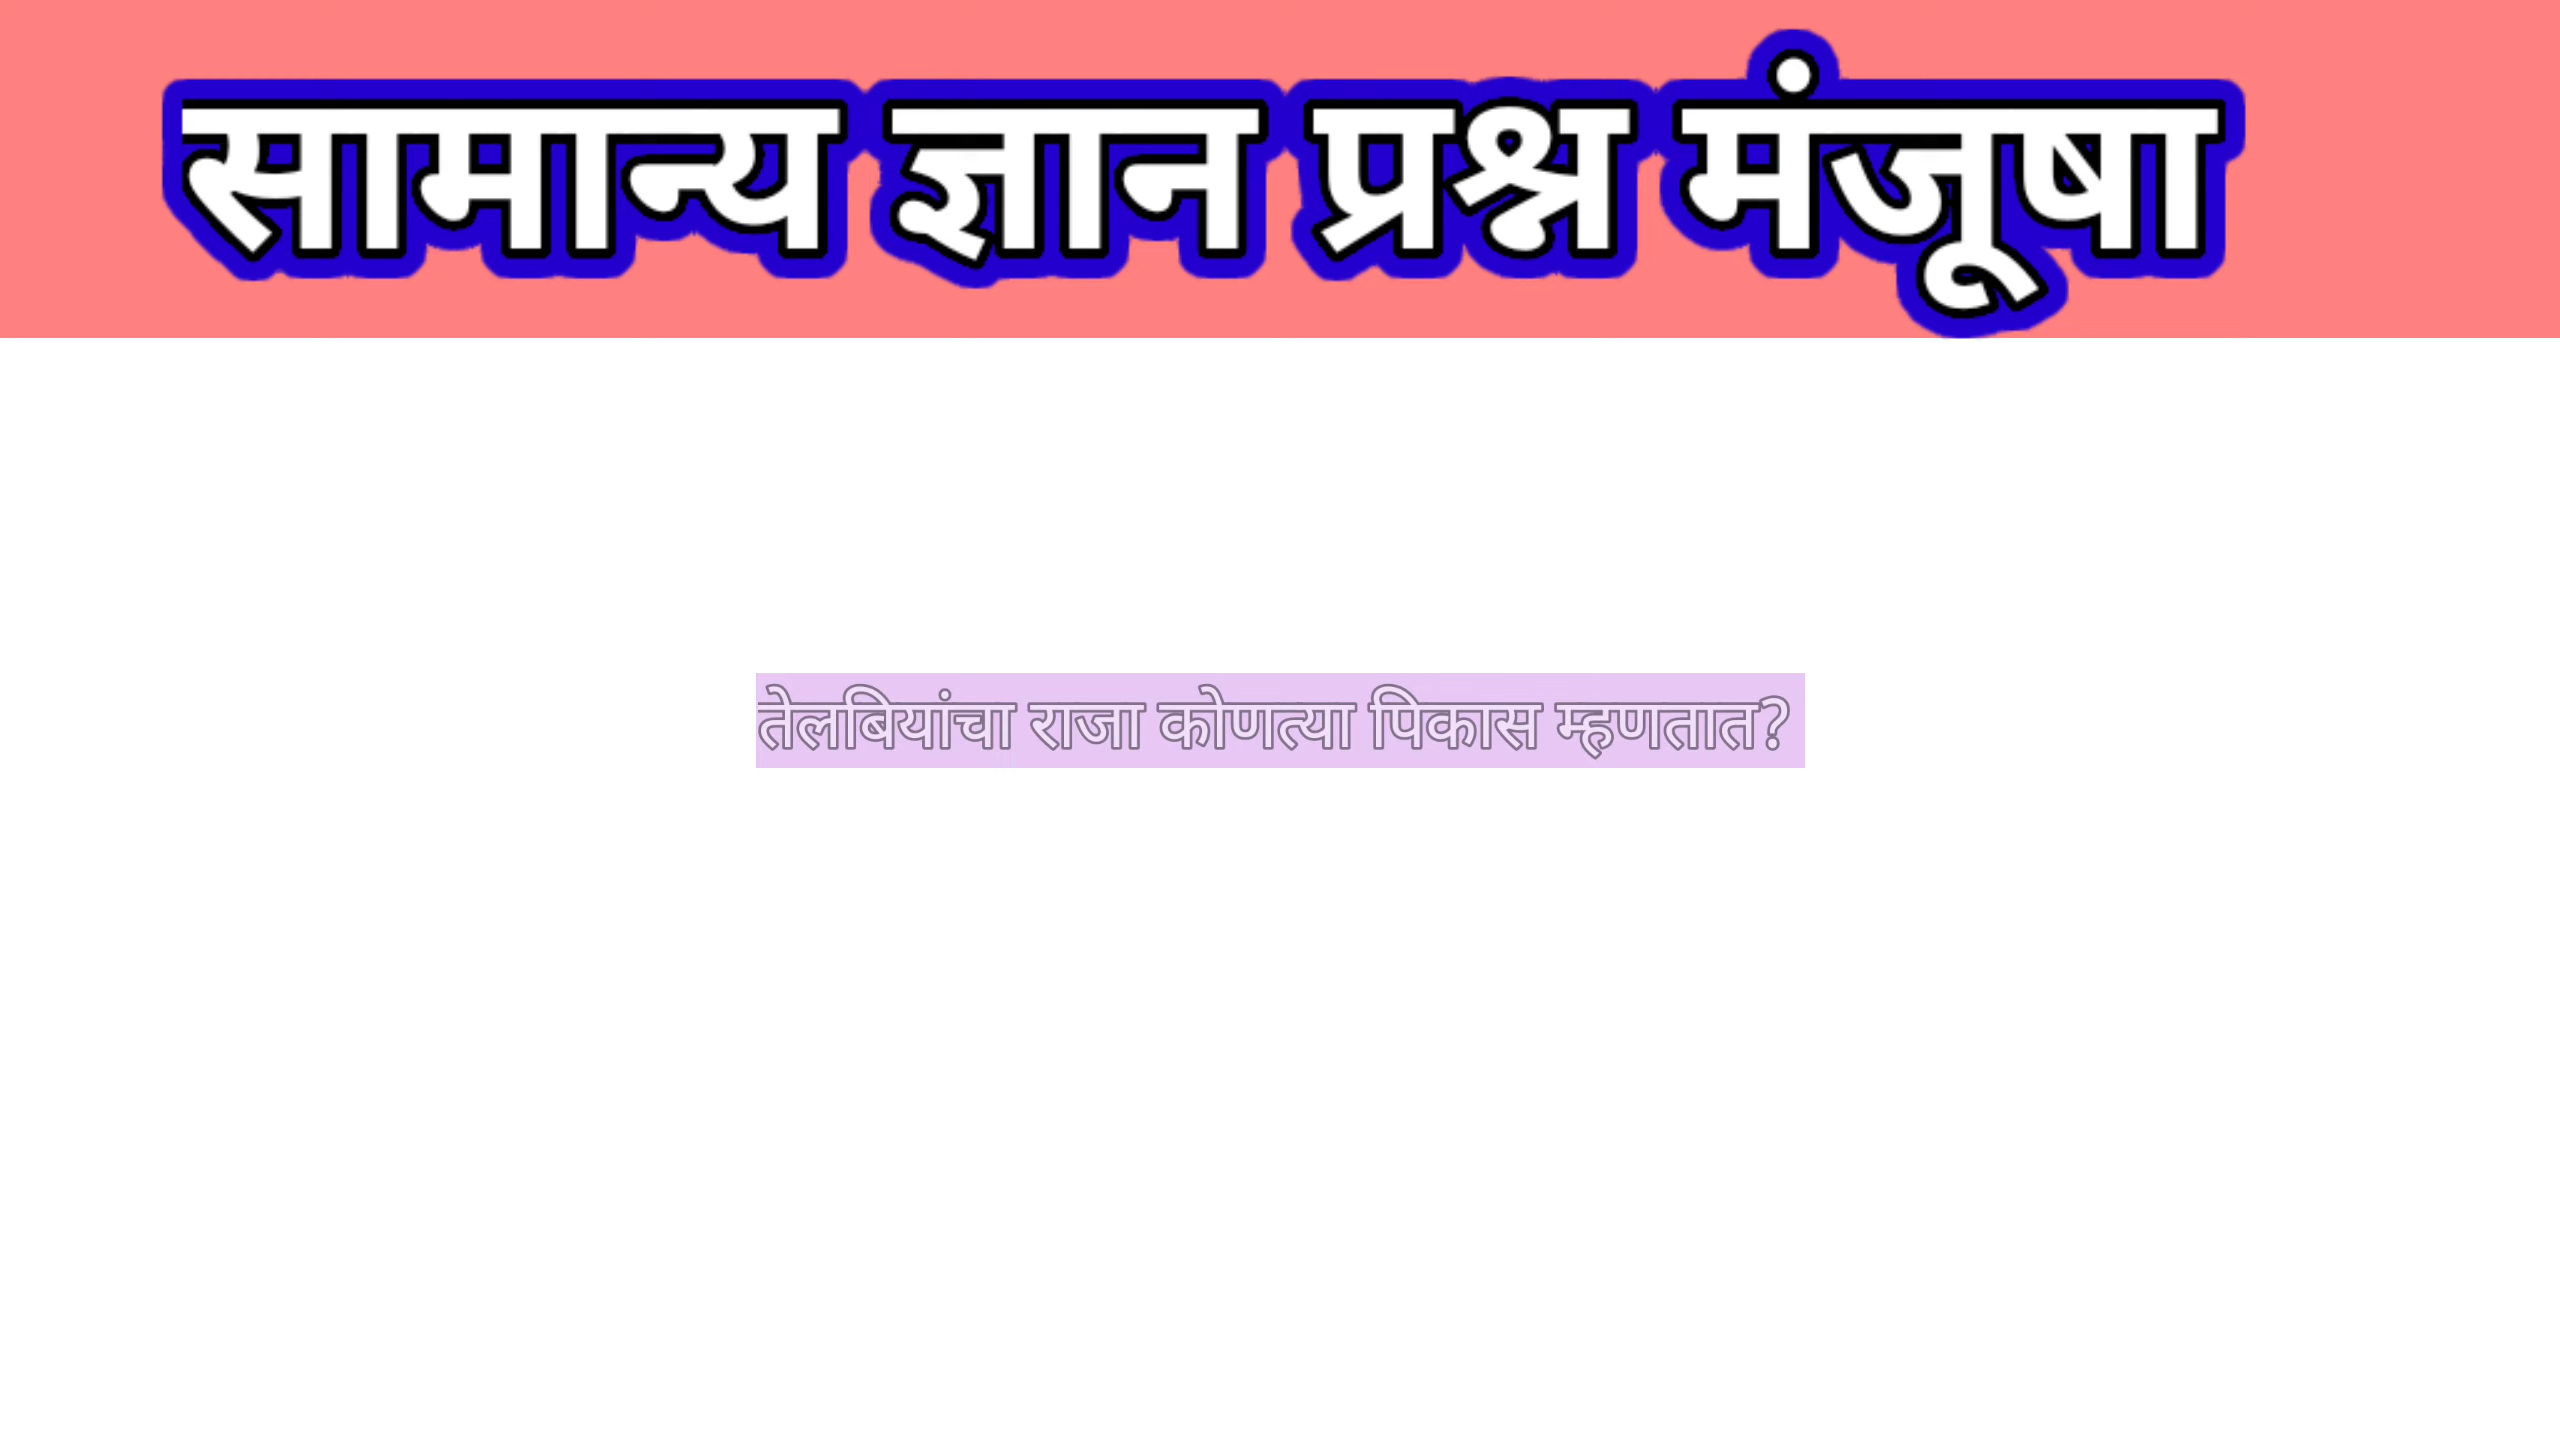 सामान्य ज्ञान प्रश्न मंजूषा
तेलबियांचा राजा कोणत्या पिकास म्हणतात?